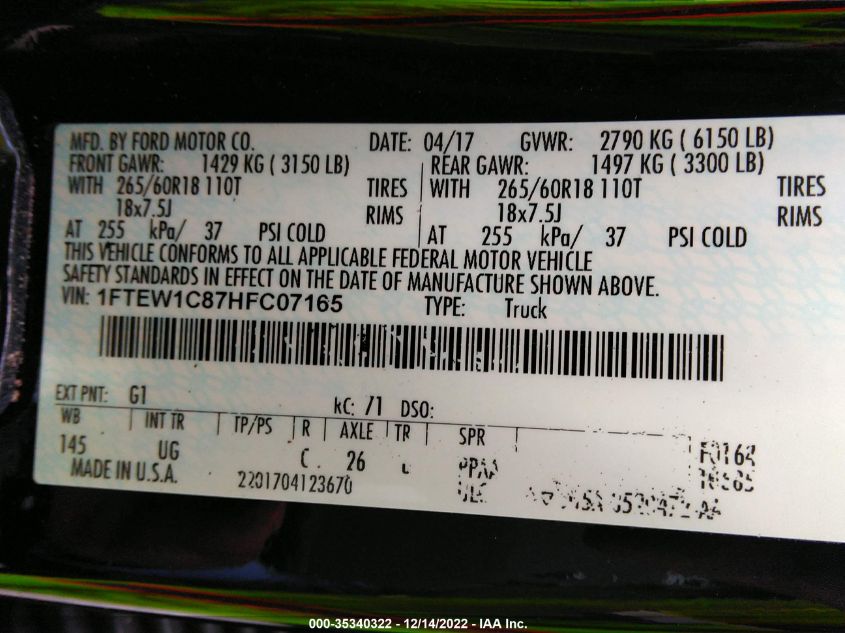 MFD. BY FORD MOTOR CO. DATE: 04/17 GVWR: 2790 KG ( 6150 LB)
FRONT GAWR: 1429 KG ( 3150 LB) REAR GAWR: 1497 KG ( 3300 LB)
WITH 265/60R18 110T TIRES WITH 265/60R18 110T TIRES
18x7.5J RIMS 18x7.5J RIMS
AT 255 kPa/ 37 PSI COLD AT 255 kPa/ 37 PSI COLD
THIS VEHICLE CONFORMS TO ALL APPLICABLE FEDERAL MOTOR VEHICLE
SAFETY STANDARDS IN EFFECT ON THE DATE OF MANUFACTURE SHOWN ABOVE.
VIN: 1FTEW1C87HFC07165 TYPE: Truck
EXT PNT: G1 kC: 71 DSO:
WB INT TR TP/PS R AXLE TR SPR
145 UG C 26
MADE IN U.S.A. 2201704123670
000-35340322 - 12/14/2022 - IAA Inc.